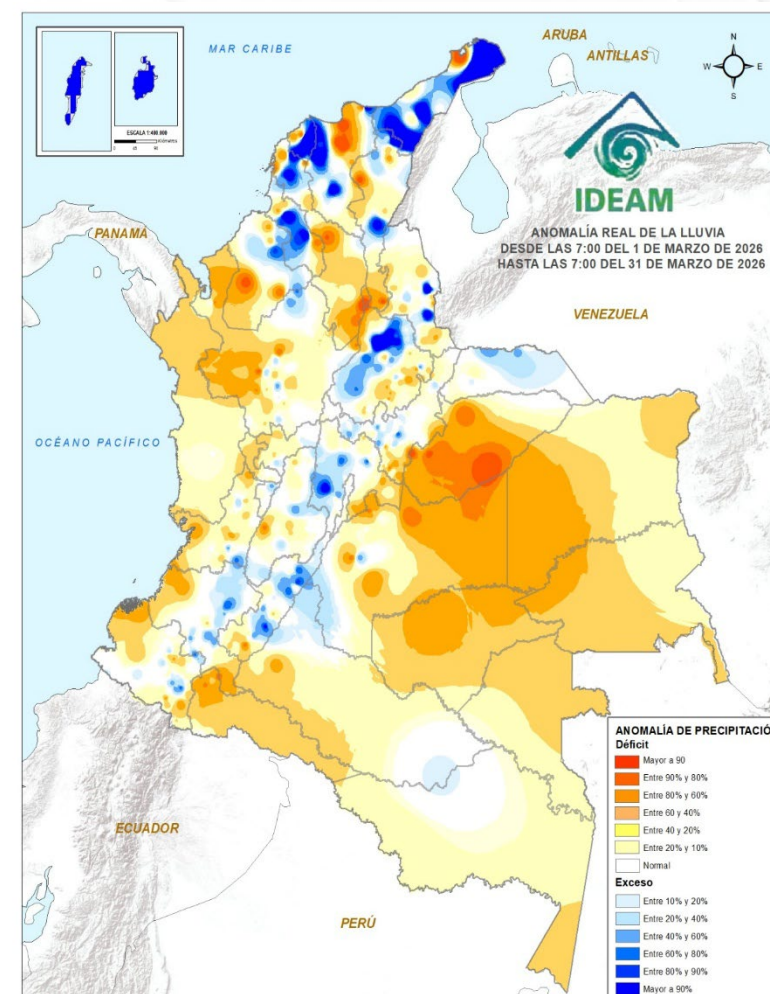 MAR CARIBE
ARUBA
ANTILLAS
N
W
E
S
ESCALA 1:400.000
IDEAM
ANOMALÍA REAL DE LA LLUVIA
DESDE LAS 7:00 DEL 1 DE MARZO DE 2026
HASTA LAS 7:00 DEL 31 DE MARZO DE 2026
PANAMÁ
VENEZUELA
OCÉANO PACÍFICO
ECUADOR
PERÚ
ANOMALÍA DE PRECIPITACIÓ
Déficit
Mayor a 90
Entre 90% y 80%
Entre 80% y 60%
Entre 60 y 40%
Entre 40 y 20%
Entre 20% y 10%
Normal
Exceso
Entre 10% y 20%
Entre 20% y 40%
Entre 40% y 60%
Entre 60% y 80%
Entre 80% y 90%
Mayor a 90%